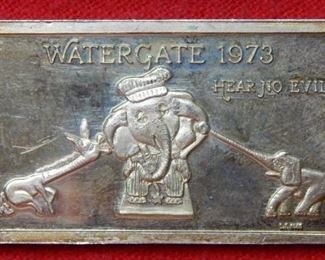 WATERGATE 1973
HEAR NO EVIL